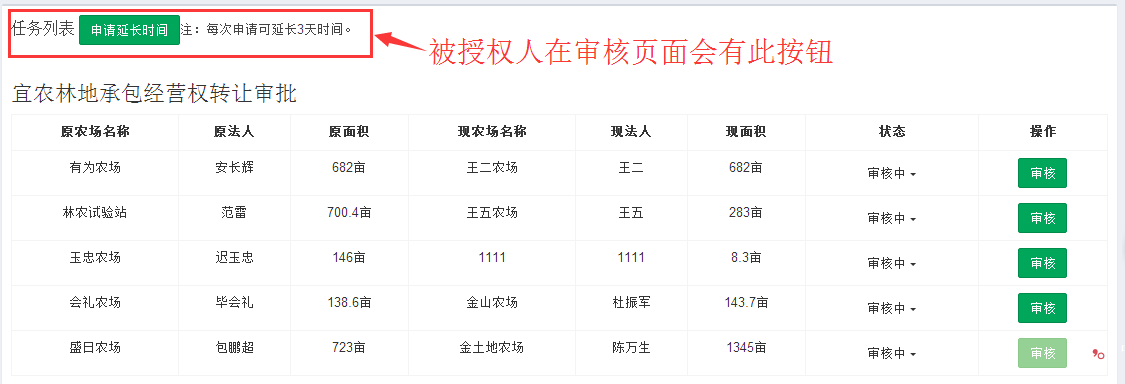 任务列表 申请延长时间 注：每次申请可延长3天时间。
被授权人在审核页面会有此按钮
宜农林地承包经营权转让审批
原农场名称 原法人 原面积 现农场名称 现法人 现面积 状态 操作
有为农场 安长辉 682亩 王二农场 王二 682亩 审核中 审核
林农试验站 范雷 700.4亩 王五农场 王五 283亩 审核中 审核
玉忠农场 迟玉忠 146亩 1111 1111 8.3亩 审核中 审核
会礼农场 毕会礼 138.6亩 金山农场 杜振军 143.7亩 审核中 审核
盛日农场 包鹏超 723亩 金土地农场 陈万生 1345亩 审核中 审核